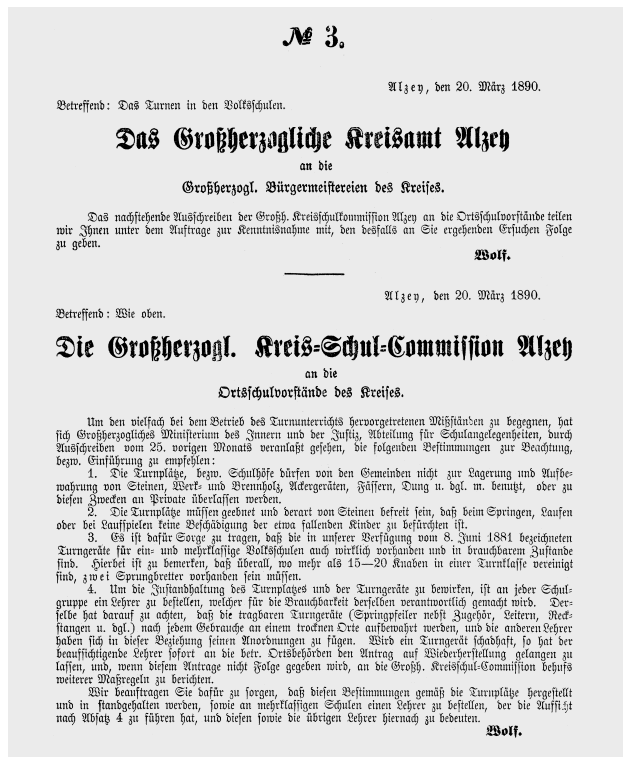 № 3.
Alzey, den 20. März 1890.
Betreffend: Das Turnen in den Volksschulen.
Das Großherzogliche Kreisamt Alzey
an die
Großherzogl. Bürgermeistereien des Kreises.
Das nachstehende Ausschreiben der Großh. Kreisschulkommission Alzey an die Ortsschulvorstände teilen
wir Ihnen unter dem Auftrage zur Kenntnisnahme mit, den desfalls an Sie ergehenden Ersuchen Folge
zu geben.
Wolf.
Alzey, den 20. März 1890.
Betreffend: Wie oben.
Die Großherzogl. Kreis-Schul-Commission Alzey
an die
Ortsschulvorstände des Kreises.
Um den vielfach bei dem Betrieb des Turnunterrichts hervorgetretenen Mißständen zu begegnen, hat
sich Großherzogliches Ministerium des Innern und der Justiz, Abteilung für Schulangelegenheiten, durch
Ausschreiben vom 25. vorigen Monats veranlaßt gesehen, die folgenden Bestimmungen zur Beachtung,
bezw. Einführung zu empfehlen:
1. Die Turnplätze, bezw. Schulhöfe dürfen von den Gemeinden nicht zur Lagerung und Aufbe-
wahrung von Steinen, Werk- und Brennholz, Ackergeräten, Fässern, Dung u. dgl. m. benutzt, oder zu
diesen Zwecken an Private überlassen werden.
2. Die Turnplätze müssen geebnet und derart von Steinen befreit sein, daß beim Springen, Laufen
oder bei Laufspielen keine Beschädigung der etwa fallenden Kinder zu befürchten ist.
3. Es ist dafür Sorge zu tragen, daß die in unserer Verfügung vom 8. Juni 1881 bezeichneten
Turngeräte für ein- und mehrklassige Volksschulen auch wirklich vorhanden und in brauchbarem Zustande
sind. Hierbei ist zu bemerken, daß überall, wo mehr als 15—20 Knaben in einer Turnklasse vereinigt
sind, zwei Sprungbretter vorhanden sein müssen.
4. Um die Instandhaltung des Turnplatzes und der Turngeräte zu bewirken, ist an jeder Schul-
gruppe ein Lehrer zu bestellen, welcher für die Brauchbarkeit derselben verantwortlich gemacht wird. Der-
selbe hat darauf zu achten, daß die tragbaren Turngeräte (Springpfeiler nebst Zugehör, Leitern, Reck-
stangen u. dgl.) nach jedem Gebrauche an einem trocknen Orte aufbewahrt werden, und die anderen Lehrer
haben sich in dieser Beziehung seinen Anordnungen zu fügen. Wird ein Turngerät schadhaft, so hat der
beaufsichtigende Lehrer sofort an die betr. Ortsbehörden den Antrag auf Wiederherstellung gelangen zu
lassen, und, wenn diesem Antrage nicht Folge gegeben wird, an die Großh. Kreisschul-Commission behufs
weiterer Maßregeln zu berichten.
Wir beauftragen Sie dafür zu sorgen, daß diesen Bestimmungen gemäß die Turnplätze hergestellt
und in standgehalten werden, sowie an mehrklassigen Schulen einen Lehrer zu bestellen, der die Aufsicht
nach Absatz 4 zu führen hat, und diesen sowie die übrigen Lehrer hiernach zu bedeuten.
Wolf.